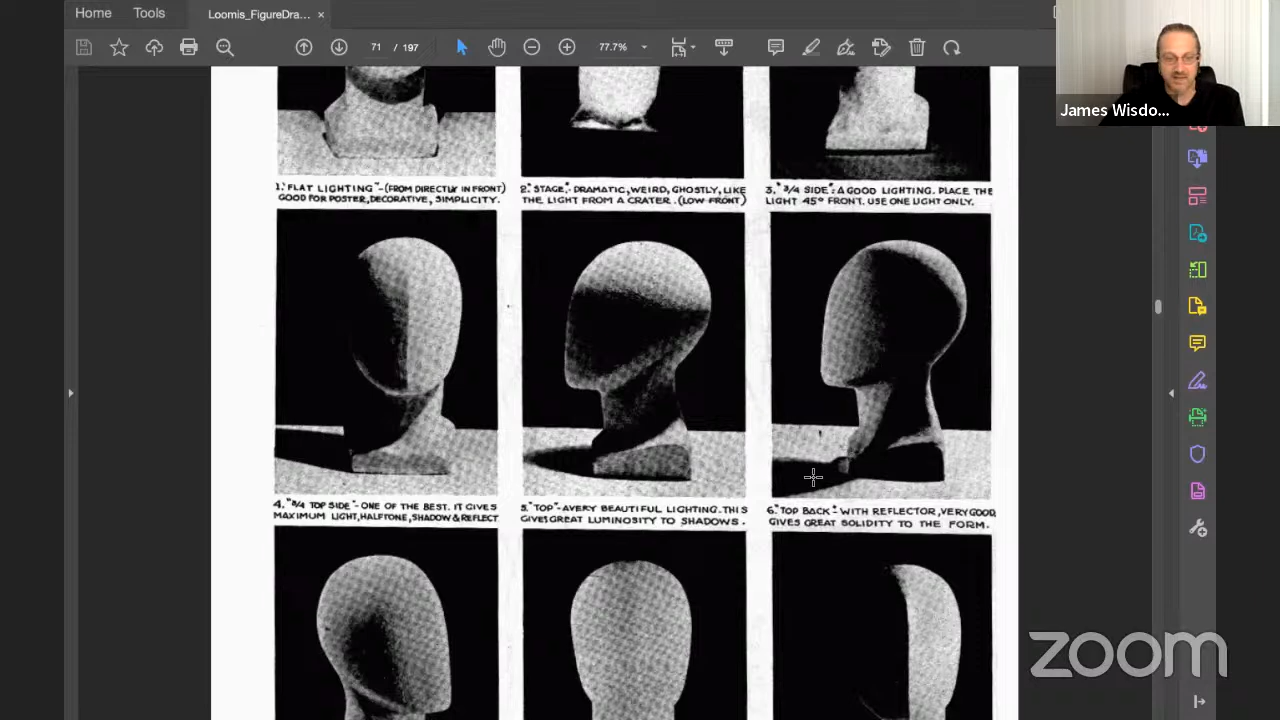 Home Tools Loomis_FigureDra... ×
71 / 197 77.7%
James Wisdo...
1."FLAT LIGHTING"-(FROM DIRECTLY IN FRONT)
GOOD FOR POSTER, DECORATIVE, SIMPLICITY.
2."STAGE"- DRAMATIC, WEIRD, GHOSTLY, LIKE
THE LIGHT FROM A CRATER. (LOW FRONT)
3."3/4 SIDE": A GOOD LIGHTING. PLACE THE
LIGHT 45° FRONT. USE ONE LIGHT ONLY.
4."3/4 TOP SIDE"- ONE OF THE BEST. IT GIVES
MAXIMUM LIGHT, HALFTONE, SHADOW & REFLECT
5."TOP"- A VERY BEAUTIFUL LIGHTING. THIS
GIVES GREAT LUMINOSITY TO SHADOWS.
6."TOP BACK"- WITH REFLECTOR, VERY GOOD,
GIVES GREAT SOLIDITY TO THE FORM.
zoom